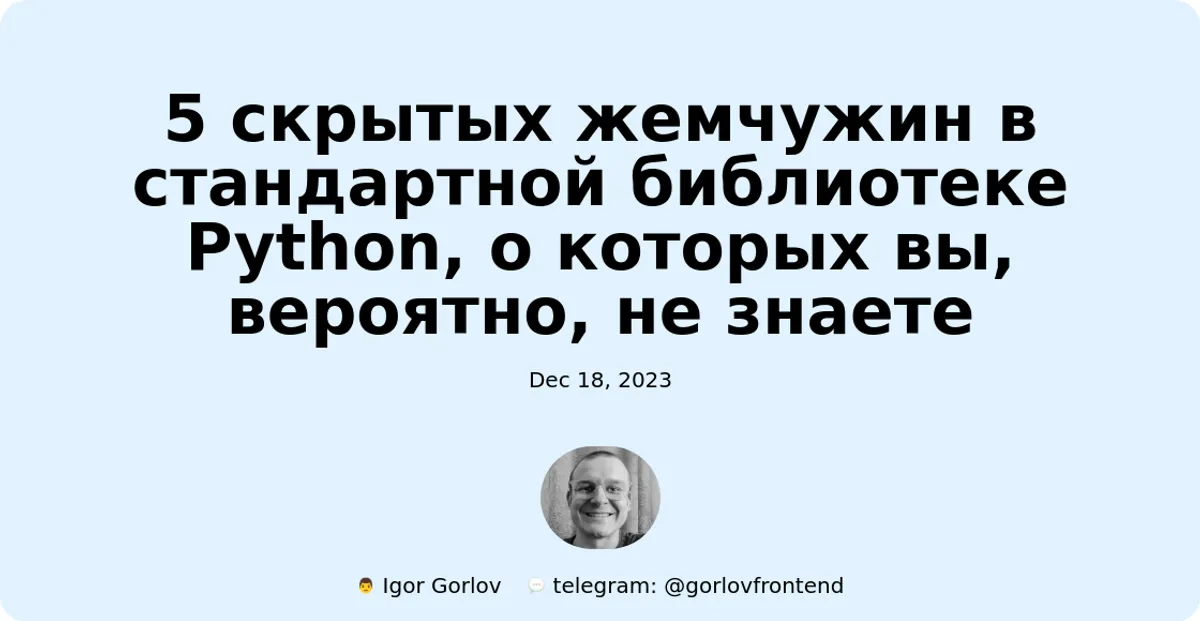 5 скрытых жемчужин в
стандартной библиотеке
Python, о которых вы,
вероятно, не знаете
Dec 18, 2023
Igor Gorlov telegram: @gorlovfrontend